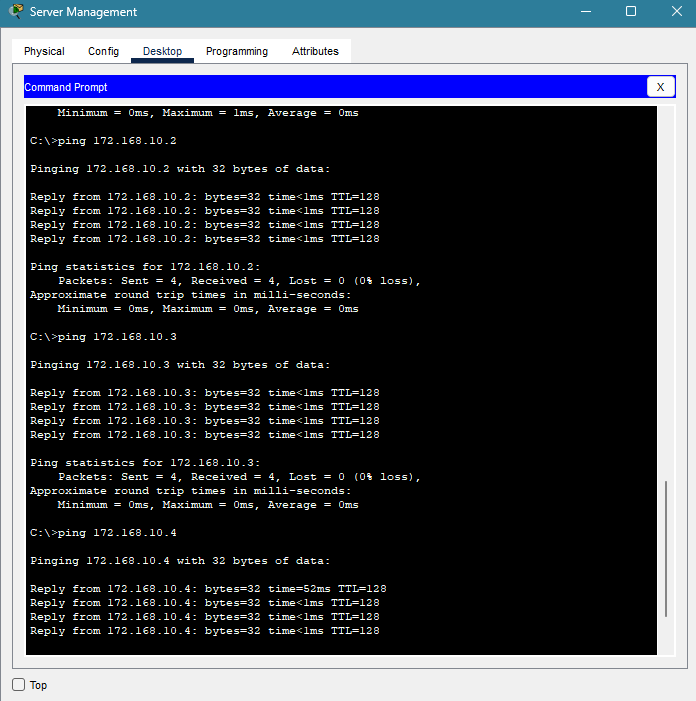 Server Management
Physical Config Desktop Programming Attributes
Command Prompt X
    Minimum = 0ms, Maximum = 1ms, Average = 0ms
C:\>ping 172.168.10.2
Pinging 172.168.10.2 with 32 bytes of data:
Reply from 172.168.10.2: bytes=32 time<1ms TTL=128
Reply from 172.168.10.2: bytes=32 time<1ms TTL=128
Reply from 172.168.10.2: bytes=32 time<1ms TTL=128
Reply from 172.168.10.2: bytes=32 time<1ms TTL=128
Ping statistics for 172.168.10.2:
    Packets: Sent = 4, Received = 4, Lost = 0 (0% loss),
Approximate round trip times in milli-seconds:
    Minimum = 0ms, Maximum = 0ms, Average = 0ms
C:\>ping 172.168.10.3
Pinging 172.168.10.3 with 32 bytes of data:
Reply from 172.168.10.3: bytes=32 time<1ms TTL=128
Reply from 172.168.10.3: bytes=32 time<1ms TTL=128
Reply from 172.168.10.3: bytes=32 time<1ms TTL=128
Reply from 172.168.10.3: bytes=32 time<1ms TTL=128
Ping statistics for 172.168.10.3:
    Packets: Sent = 4, Received = 4, Lost = 0 (0% loss),
Approximate round trip times in milli-seconds:
    Minimum = 0ms, Maximum = 0ms, Average = 0ms
C:\>ping 172.168.10.4
Pinging 172.168.10.4 with 32 bytes of data:
Reply from 172.168.10.4: bytes=32 time=52ms TTL=128
Reply from 172.168.10.4: bytes=32 time<1ms TTL=128
Reply from 172.168.10.4: bytes=32 time<1ms TTL=128
Reply from 172.168.10.4: bytes=32 time<1ms TTL=128
Top